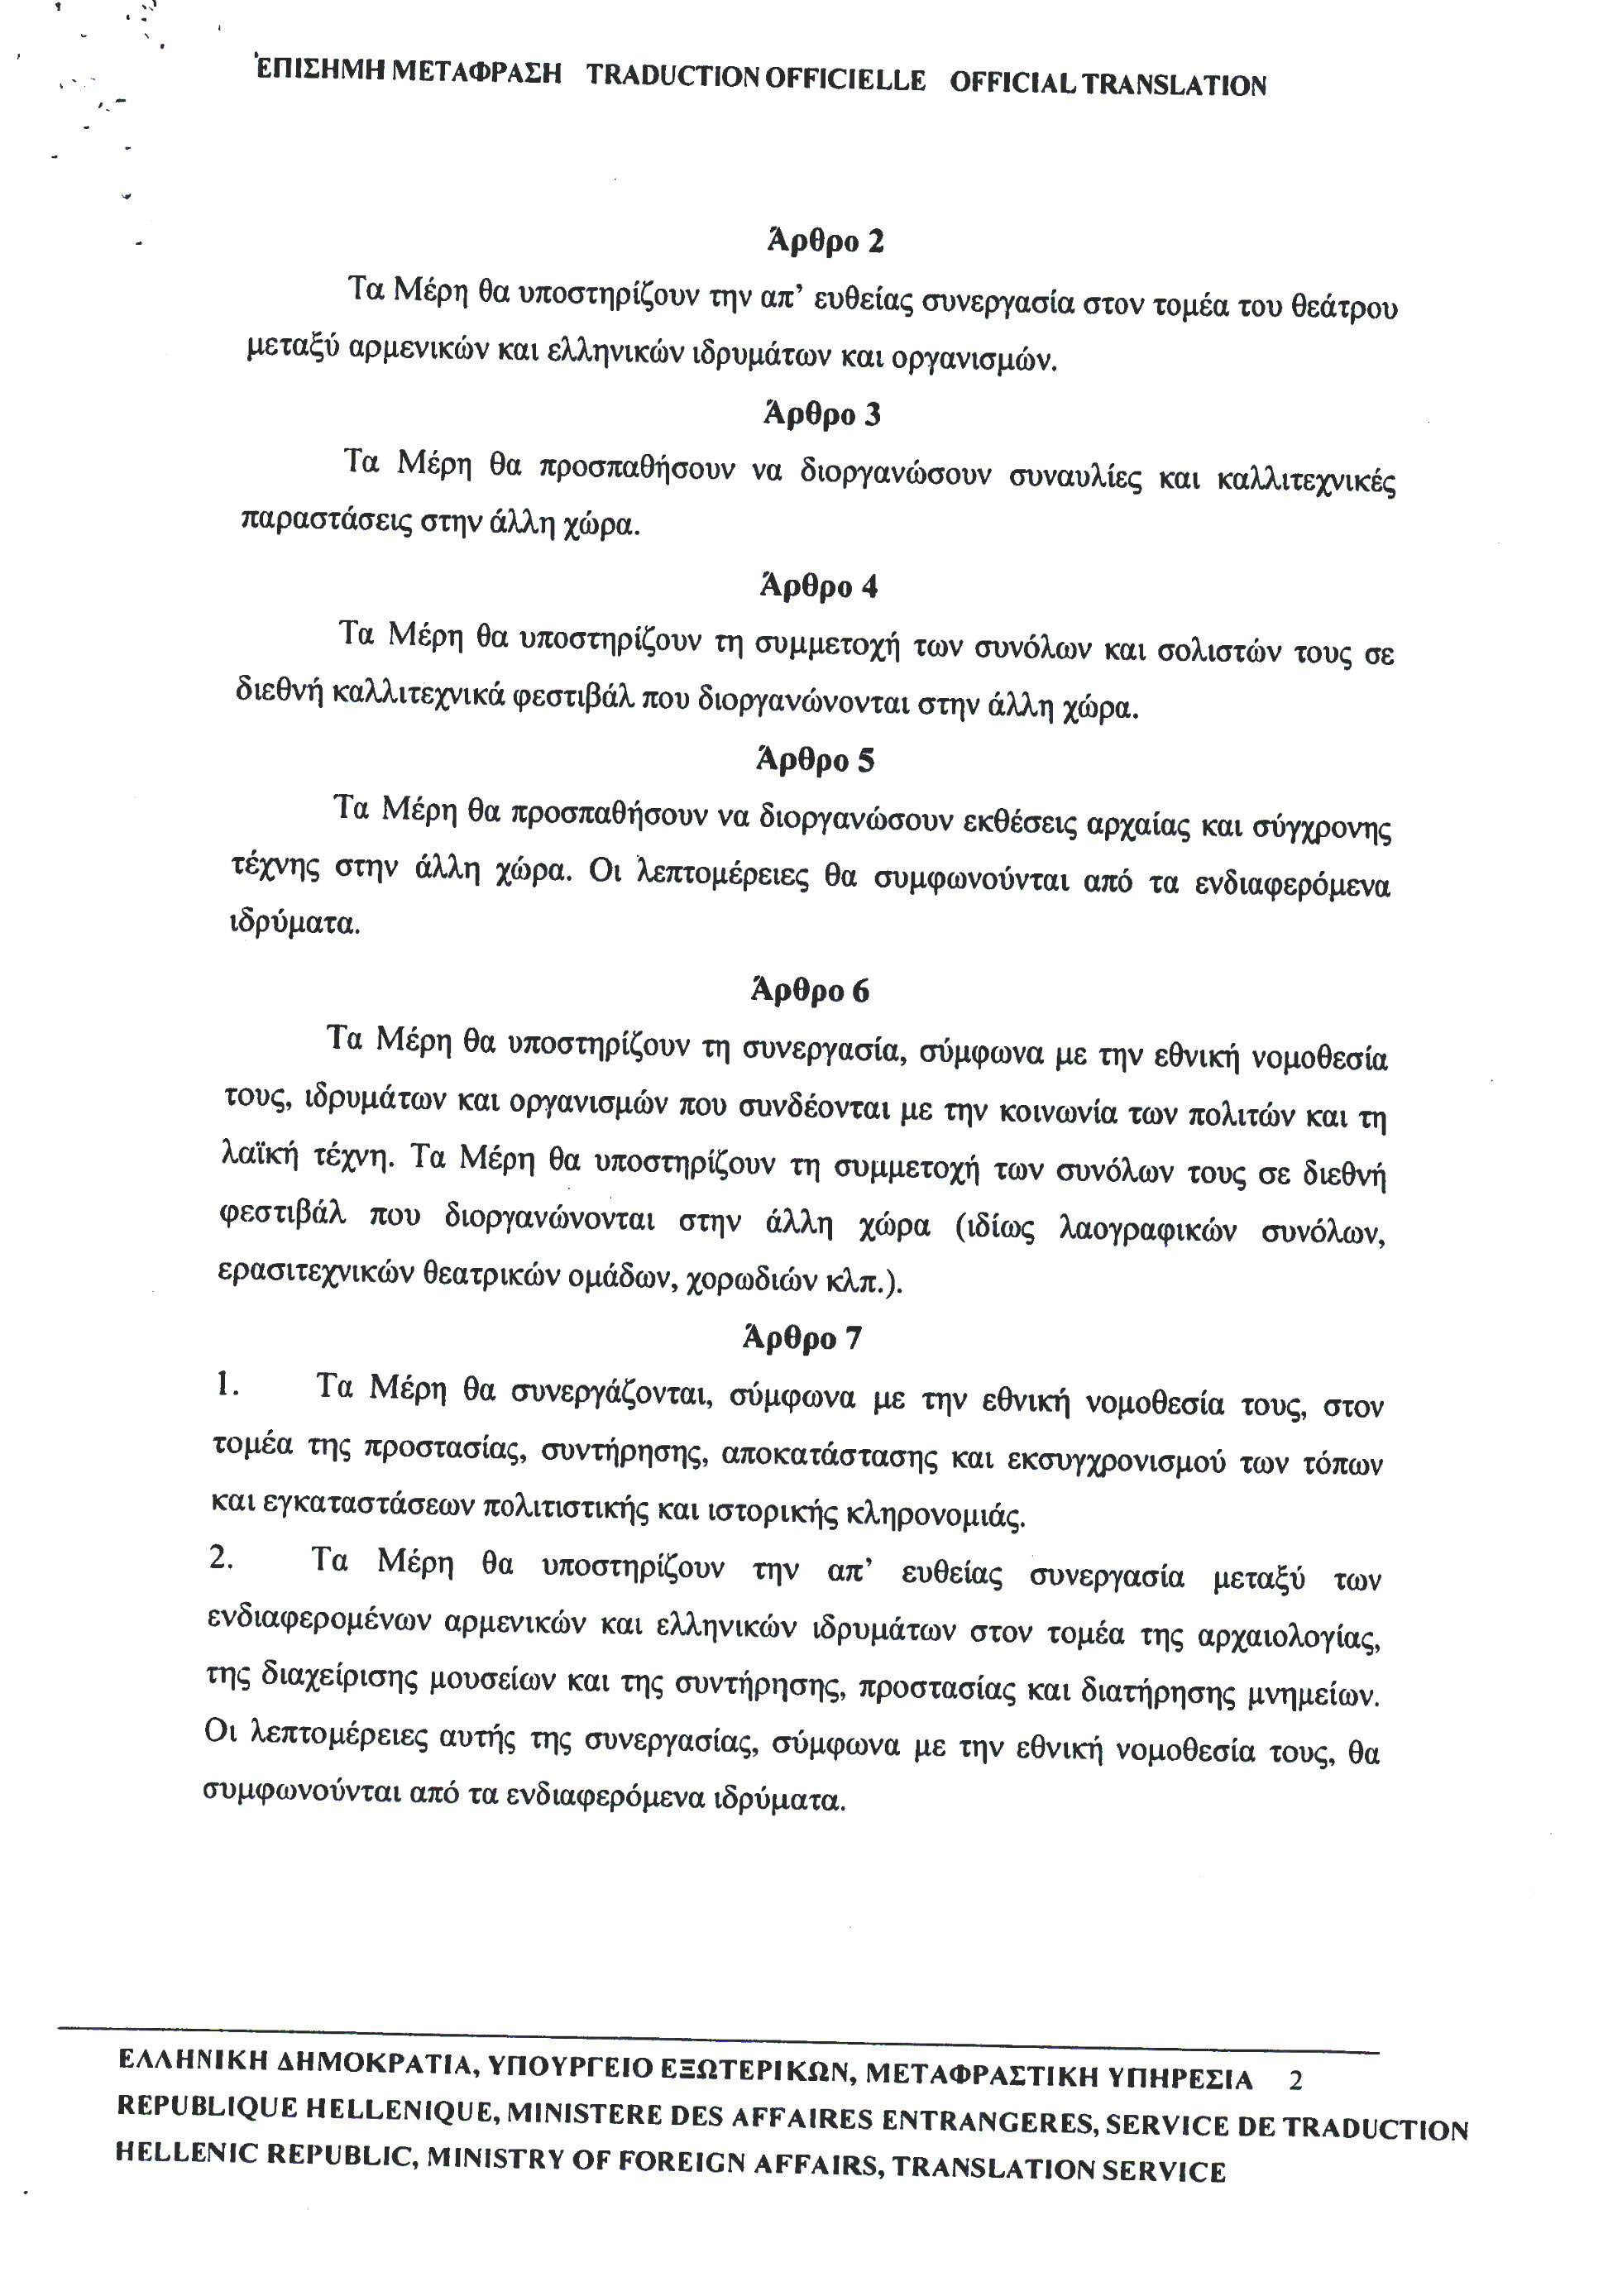 ἘΠΙΣΗΜΗ ΜΕΤΑΦΡΑΣΗ TRADUCTION OFFICIELLE OFFICIAL TRANSLATION
Άρθρο 2
Τα Μέρη θα υποστηρίζουν την απ’ ευθείας συνεργασία στον τομέα του θεάτρου
μεταξύ αρμενικών και ελληνικών ιδρυμάτων και οργανισμών.
Άρθρο 3
Τα Μέρη θα προσπαθήσουν να διοργανώσουν συναυλίες και καλλιτεχνικές
παραστάσεις στην άλλη χώρα.
Άρθρο 4
Τα Μέρη θα υποστηρίζουν τη συμμετοχή των συνόλων και σολιστών τους σε
διεθνή καλλιτεχνικά φεστιβάλ που διοργανώνονται στην άλλη χώρα.
Άρθρο 5
Τα Μέρη θα προσπαθήσουν να διοργανώσουν εκθέσεις αρχαίας και σύγχρονης
τέχνης στην άλλη χώρα. Οι λεπτομέρειες θα συμφωνούνται από τα ενδιαφερόμενα
ιδρύματα.
Άρθρο 6
Τα Μέρη θα υποστηρίζουν τη συνεργασία, σύμφωνα με την εθνική νομοθεσία
τους, ιδρυμάτων και οργανισμών που συνδέονται με την κοινωνία των πολιτών και τη
λαϊκή τέχνη. Τα Μέρη θα υποστηρίζουν τη συμμετοχή των συνόλων τους σε διεθνή
φεστιβάλ που διοργανώνονται στην άλλη χώρα (ιδίως λαογραφικών συνόλων,
ερασιτεχνικών θεατρικών ομάδων, χορωδιών κλπ.).
Άρθρο 7
1. Τα Μέρη θα συνεργάζονται, σύμφωνα με την εθνική νομοθεσία τους, στον
τομέα της προστασίας, συντήρησης, αποκατάστασης και εκσυγχρονισμού των τόπων
και εγκαταστάσεων πολιτιστικής και ιστορικής κληρονομιάς.
2. Τα Μέρη θα υποστηρίζουν την απ’ ευθείας συνεργασία μεταξύ των
ενδιαφερομένων αρμενικών και ελληνικών ιδρυμάτων στον τομέα της αρχαιολογίας,
της διαχείρισης μουσείων και της συντήρησης, προστασίας και διατήρησης μνημείων.
Οι λεπτομέρειες αυτής της συνεργασίας, σύμφωνα με την εθνική νομοθεσία τους, θα
συμφωνούνται από τα ενδιαφερόμενα ιδρύματα.
ΕΛΛΗΝΙΚΗ ΔΗΜΟΚΡΑΤΙΑ, ΥΠΟΥΡΓΕΙΟ ΕΞΩΤΕΡΙΚΩΝ, ΜΕΤΑΦΡΑΣΤΙΚΗ ΥΠΗΡΕΣΙΑ 2
REPUBLIQUE HELLENIQUE, MINISTERE DES AFFAIRES ENTRANGERES, SERVICE DE TRADUCTION
HELLENIC REPUBLIC, MINISTRY OF FOREIGN AFFAIRS, TRANSLATION SERVICE